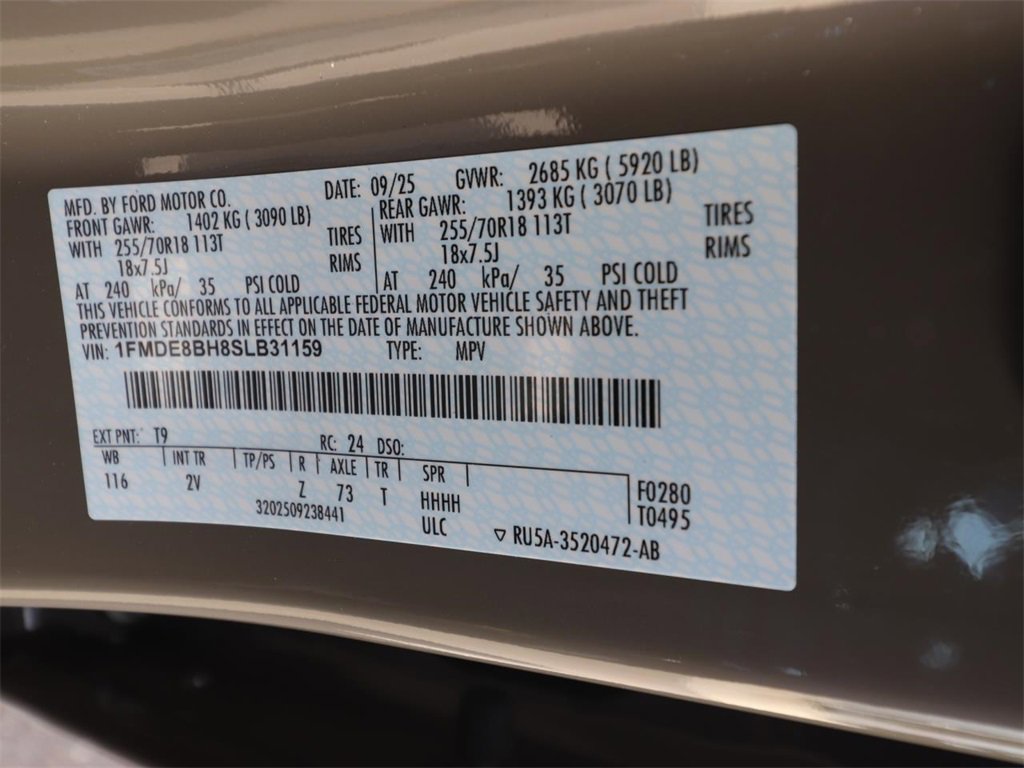 MFD. BY FORD MOTOR CO. DATE: 09/25 GVWR: 2685 KG ( 5920 LB)
FRONT GAWR: 1402 KG ( 3090 LB) REAR GAWR: 1393 KG ( 3070 LB)
WITH 255/70R18 113T TIRES WITH 255/70R18 113T TIRES
18x7.5J RIMS 18x7.5J RIMS
AT 240 kPa/ 35 PSI COLD AT 240 kPa/ 35 PSI COLD
THIS VEHICLE CONFORMS TO ALL APPLICABLE FEDERAL MOTOR VEHICLE SAFETY AND THEFT
PREVENTION STANDARDS IN EFFECT ON THE DATE OF MANUFACTURE SHOWN ABOVE.
VIN: 1FMDE8BH8SLB31159 TYPE: MPV
EXT PNT: T9 RC: 24 DSO:
WB INT TR TP/PS R AXLE TR SPR
116 2V Z 73 T HHHH F0280
3202509238441 ULC T0495
▽ RU5A-3520472-AB